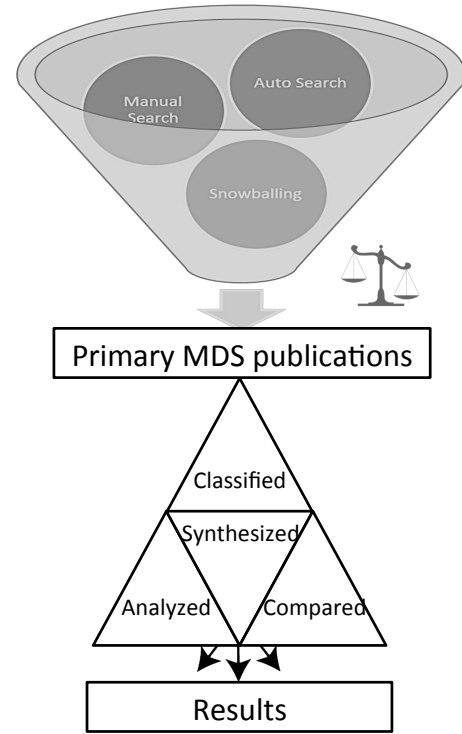 Auto Search
Manual
Search
Snowballing
Primary MDS publications
Classified
Synthesized
Analyzed
Compared
Results